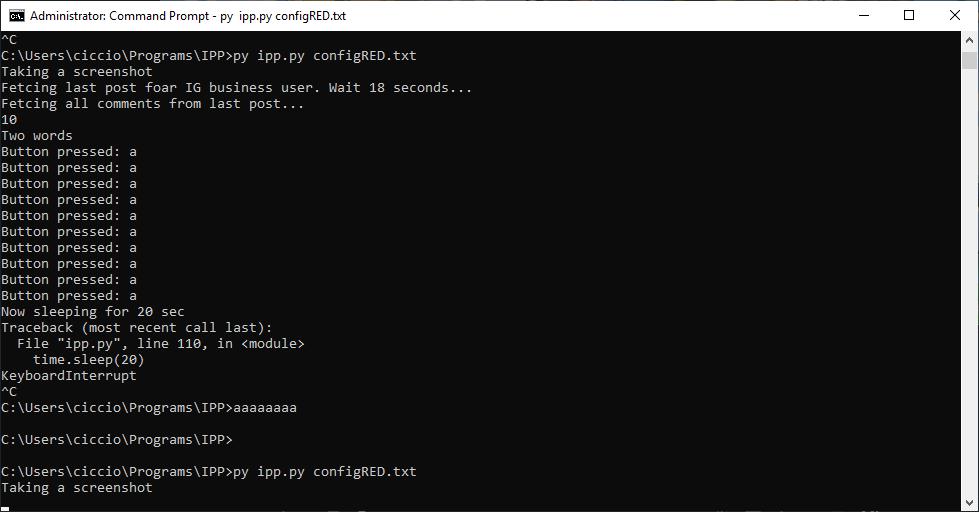 Administrator: Command Prompt - py  ipp.py configRED.txt
^C
C:\Users\ciccio\Programs\IPP>py ipp.py configRED.txt
Taking a screenshot
Fetcing last post foar IG business user. Wait 18 seconds...
Fetcing all comments from last post...
10
Two words
Button pressed: a
Button pressed: a
Button pressed: a
Button pressed: a
Button pressed: a
Button pressed: a
Button pressed: a
Button pressed: a
Button pressed: a
Button pressed: a
Now sleeping for 20 sec
Traceback (most recent call last):
  File "ipp.py", line 110, in <module>
    time.sleep(20)
KeyboardInterrupt
^C
C:\Users\ciccio\Programs\IPP>aaaaaaaa
C:\Users\ciccio\Programs\IPP>
C:\Users\ciccio\Programs\IPP>py ipp.py configRED.txt
Taking a screenshot